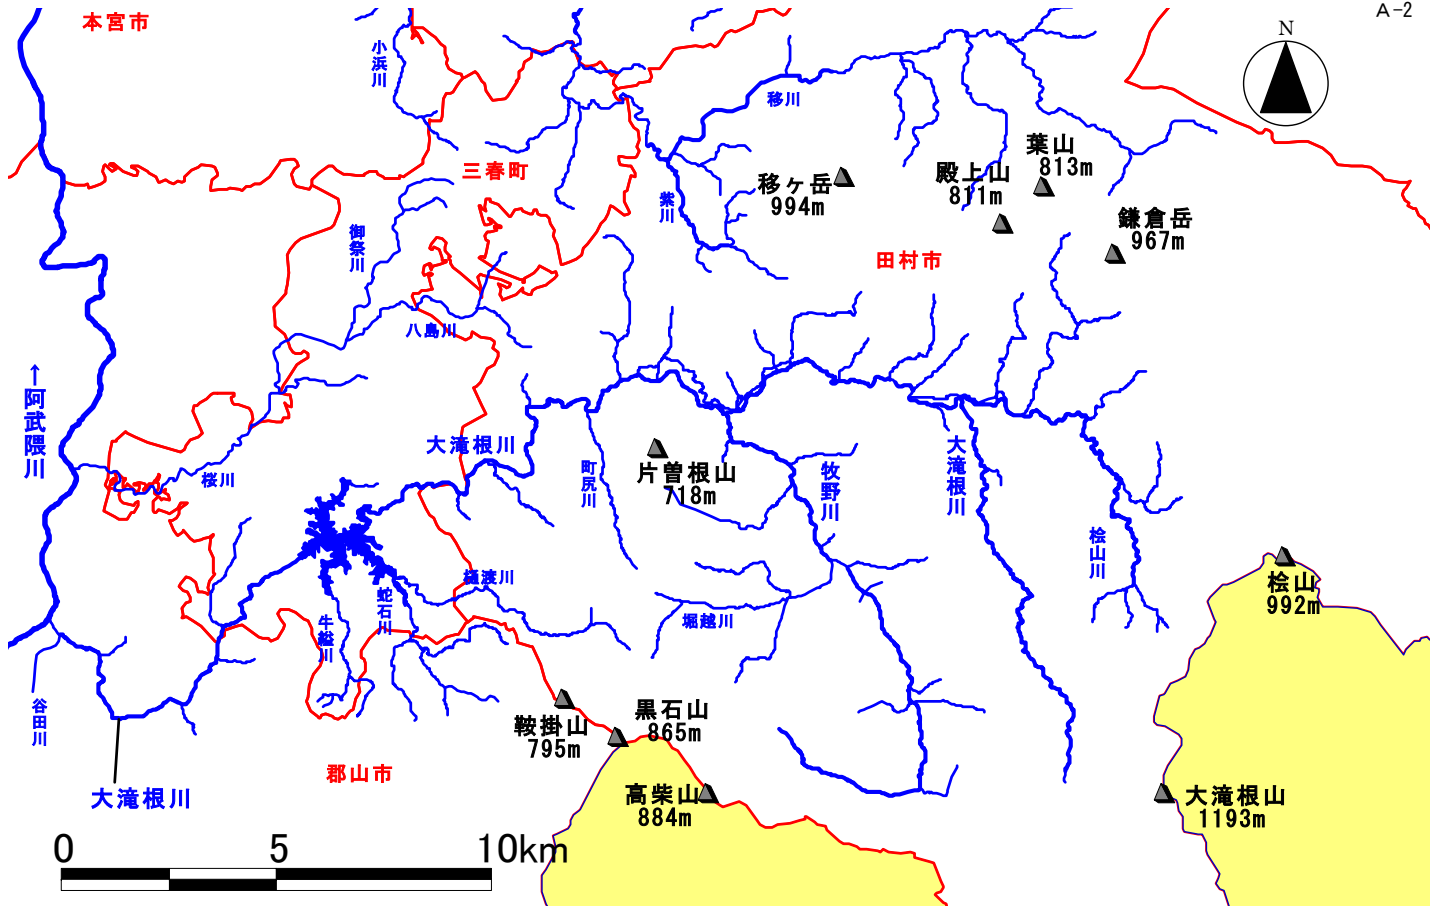 A-2
本宮市
N
小浜川
移川
葉山
813m
三春町
殿上山
811m
移ヶ岳
994m
紫川
鎌倉岳
967m
御祭川
田村市
八島川
←阿武隈川
大滝根川
片曽根山
718m
町尻川
牧野川
大滝根川
桜川
桧山川
樋渡川
蛇石川
桧山
992m
牛縊川
堀越川
谷田川
鞍掛山
795m
黒石山
865m
郡山市
大滝根川
高柴山
884m
大滝根山
1193m
0 5 10km